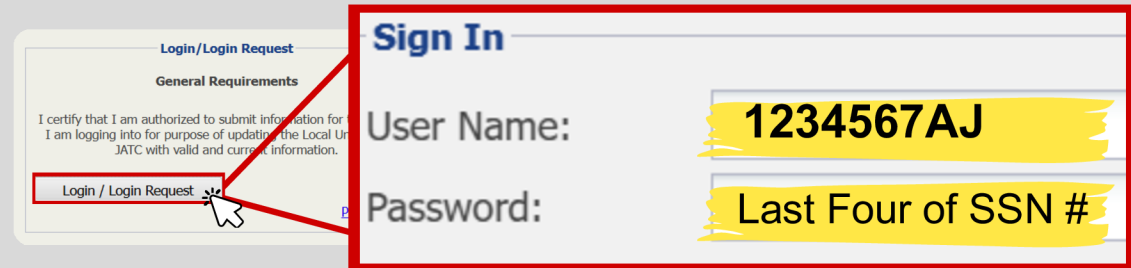 Login/Login Request
General Requirements
I certify that I am authorized to submit information for
I am logging into for purpose of updating the Local
JATC with valid and current information.
Login / Login Request
Sign In
User Name:
1234567AJ
Password:
Last Four of SSN #